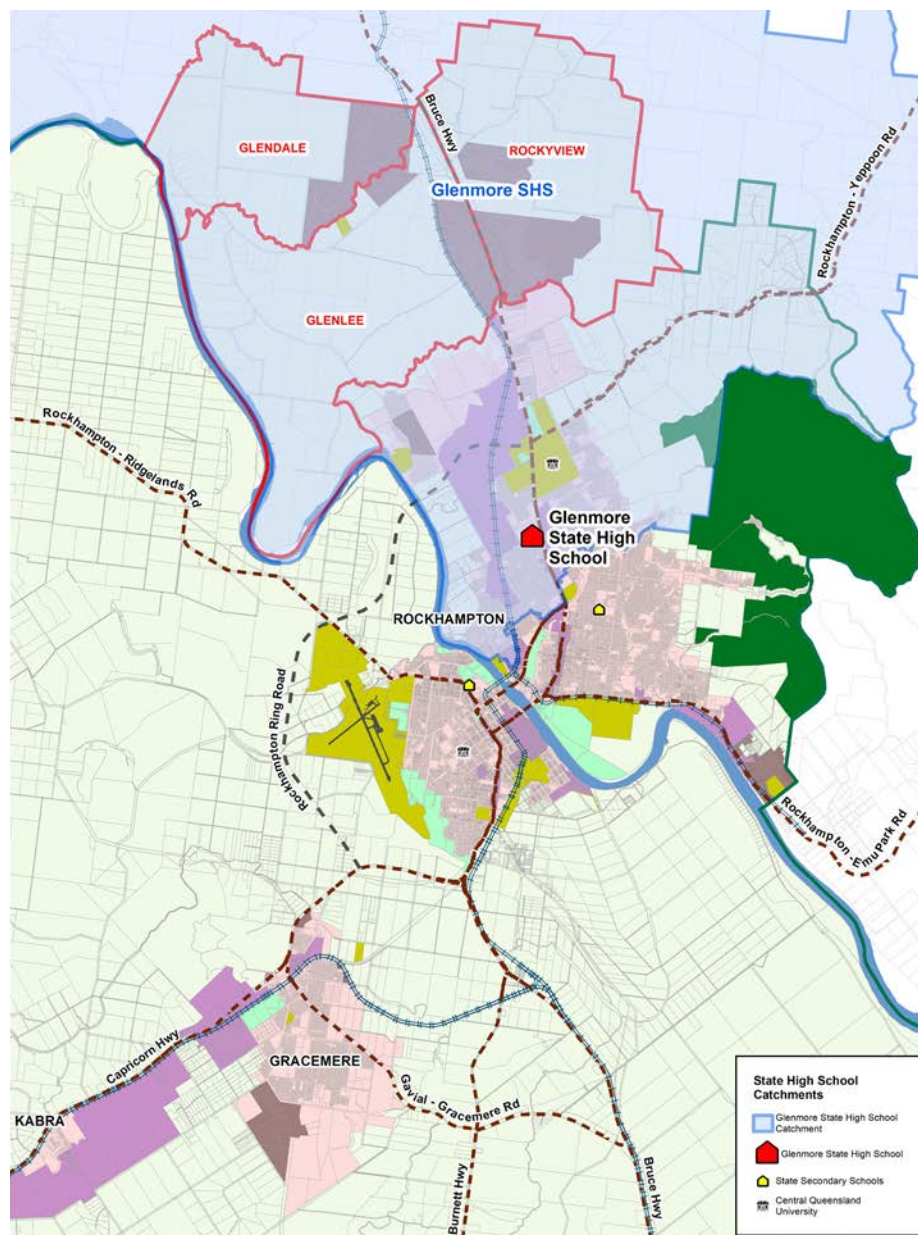 Bruce Hwy
GLENDALE
ROCKYVIEW
Rockhampton - Yeppoon Rd
Glenmore SHS
GLENLEE
Rockhampton - Ridgelands Rd
Glenmore
State High
School
ROCKHAMPTON
Rockhampton Ring Road
Rockhampton - Emu Park Rd
Capricorn Hwy
GRACEMERE
KABRA
Gavial - Gracemere Rd
Burnett Hwy
Bruce Hwy
State High School
Catchments
Glenmore State High School
Catchment
Glenmore State High School
State Secondary Schools
Central Queensland
University